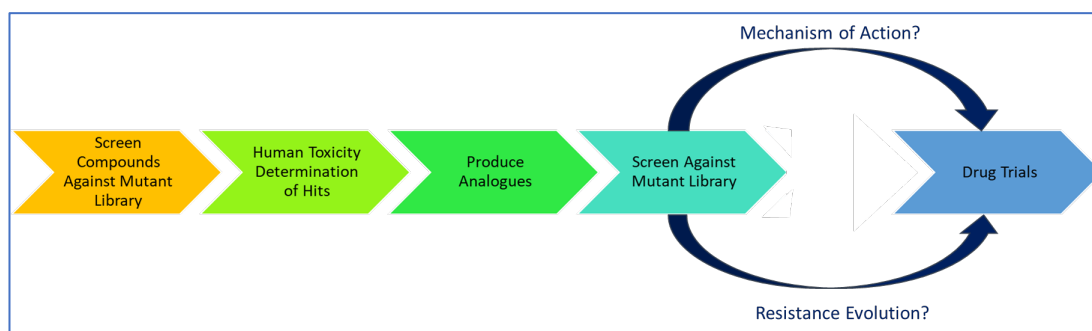 Mechanism of Action?
Screen
Compounds
Against Mutant
Library
Human Toxicity
Determination
of Hits
Produce
Analogues
Screen Against
Mutant Library
Drug Trials
Resistance Evolution?